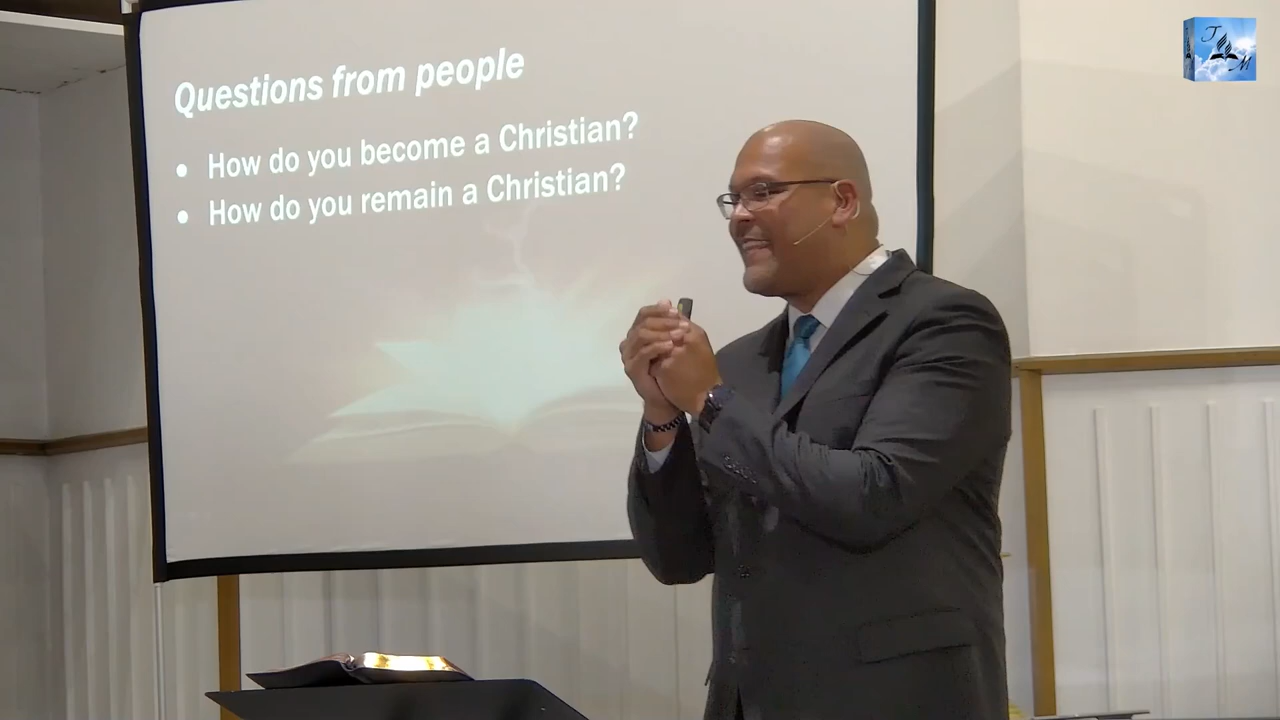 Questions from people
• How do you become a Christian?
• How do you remain a Christian?
T M